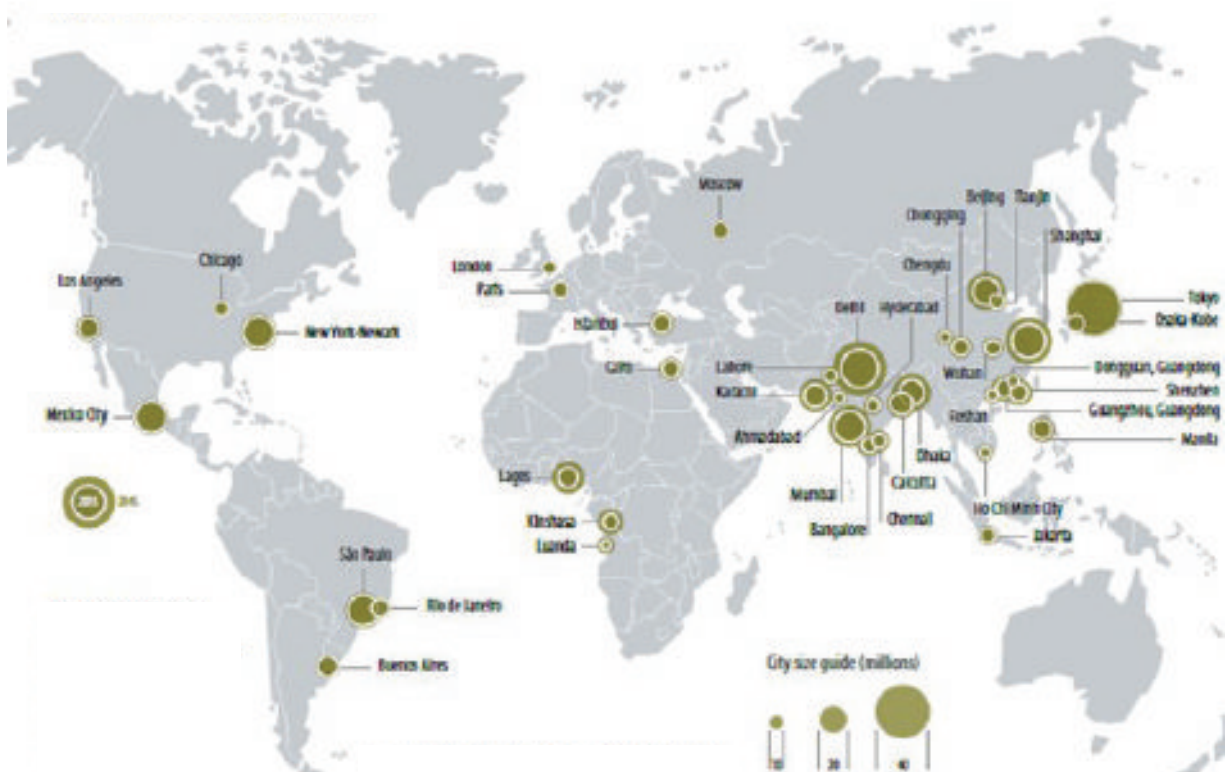 Moscow
Beijing
Tianjin
Chongqing
Shanghai
Chengdu
London
Paris
Chicago
Los Angeles
New York-Newark
Istanbul
Delhi
Hyderabad
Tokyo
Osaka-Kobe
Cairo
Lahore
Wuhan
Dongguan, Guangdong
Karachi
Shenzhen
Mexico City
Foshan
Guangzhou, Guangdong
Ahmadabad
Manila
Dhaka
Lagos
Calcutta
Mumbai
Ho Chi Minh City
Kinshasa
Bangalore
Chennai
Jakarta
Luanda
São Paulo
Rio de Janeiro
Buenos Aires
City size guide (millions)
10 20 40